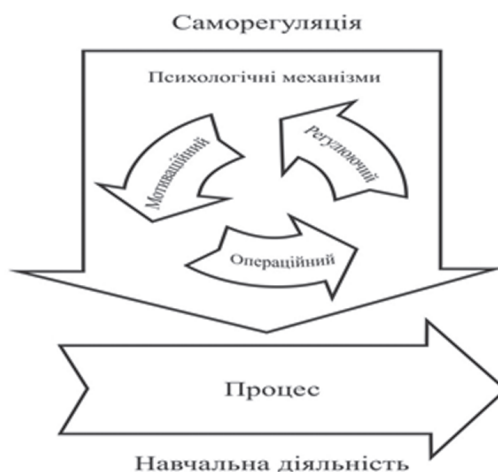 Саморегуляція
Психологічні механізми
Мотиваційний
Регулюючий
Операційний
Процес
Навчальна діяльність